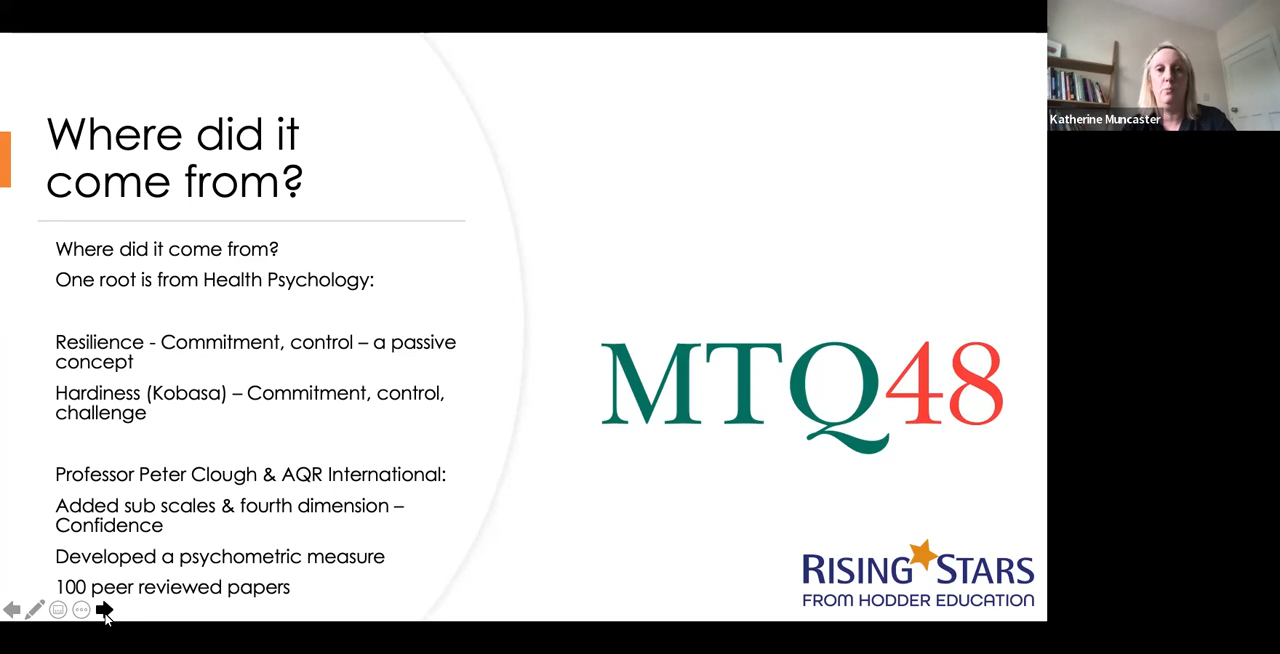 Where did it
come from?
Where did it come from?
One root is from Health Psychology:
Resilience - Commitment, control – a passive
concept
Hardiness (Kobasa) – Commitment, control,
challenge
Professor Peter Clough & AQR International:
Added sub scales & fourth dimension –
Confidence
Developed a psychometric measure
100 peer reviewed papers
MTQ48
RISING STARS
FROM HODDER EDUCATION
Katherine Muncaster